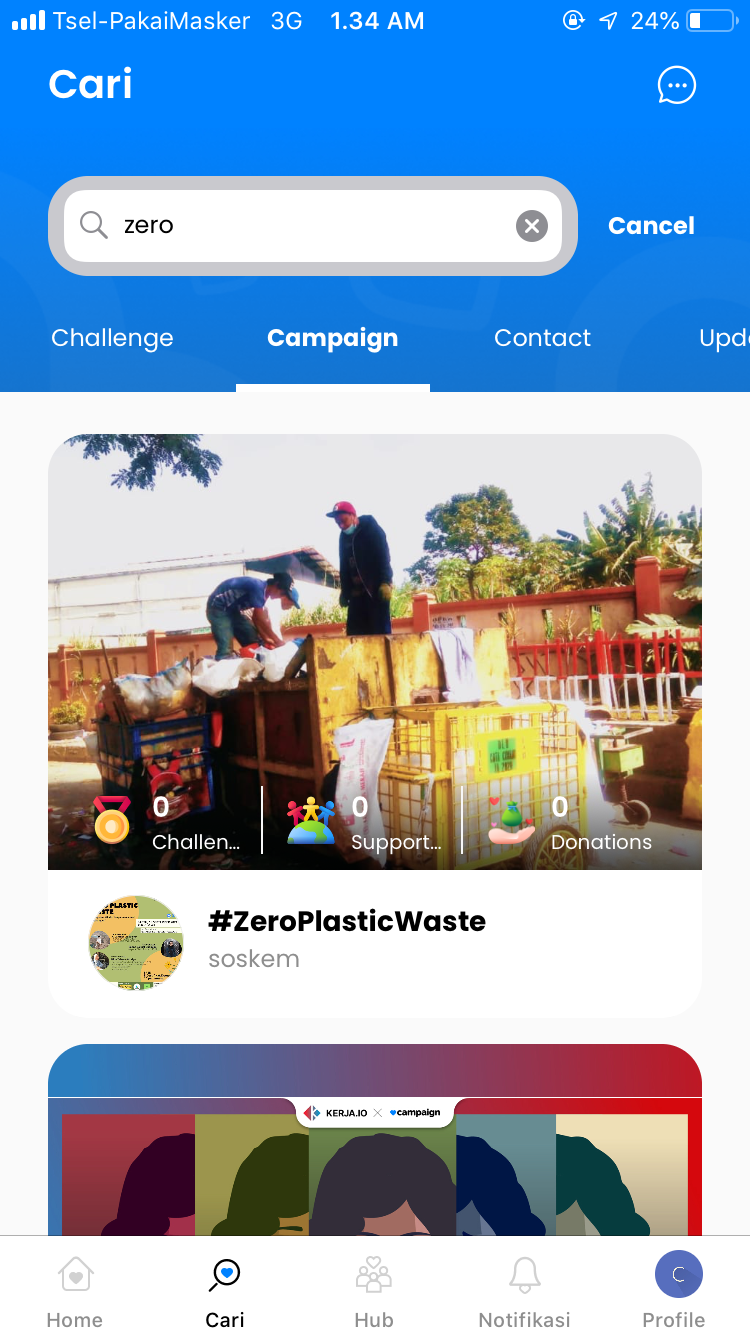 Tsel-PakaiMasker 3G 1.34 AM 24%
Cari
zero
Cancel
Challenge Campaign Contact Upd
0 0 0
Challen... Support... Donations
#ZeroPlasticWaste
soskem
KERJA.IO × campaign
Home Cari Hub Notifikasi Profile
C